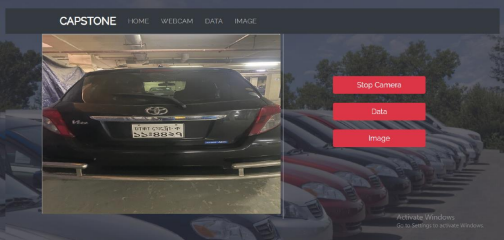 CAPSTONE HOME WEBCAM DATA IMAGE
Stop Camera
Data
Image
ঢাকা মেট্রো
Activate Windows
Go to Settings to activate Windows.